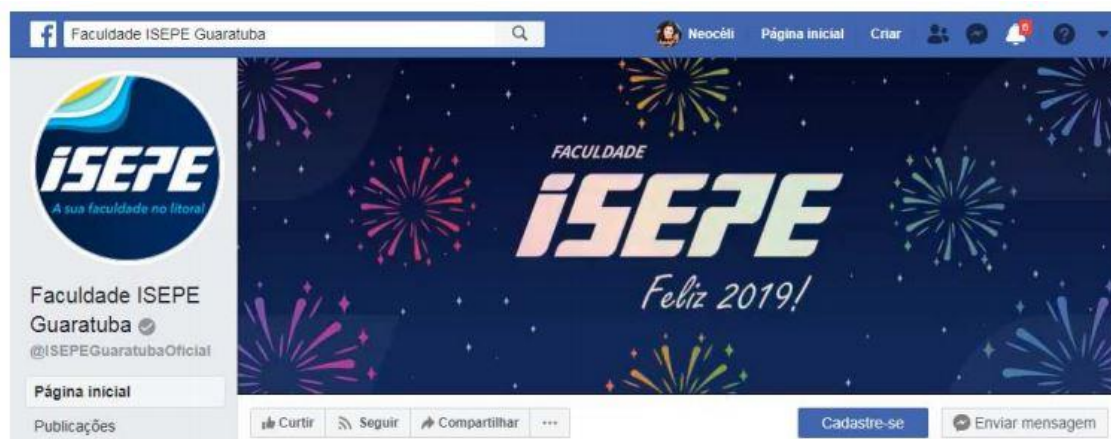 Faculdade ISEPE Guaratuba
Neocéli Página inicial Criar
6
iSEPE
A sua faculdade no litoral
FACULDADE
iSEPE
Feliz 2019!
Faculdade ISEPE
Guaratuba
@ISEPEGuaratubaOficial
Página inicial
Publicações
Curtir Seguir Compartilhar ...
Cadastre-se Enviar mensagem